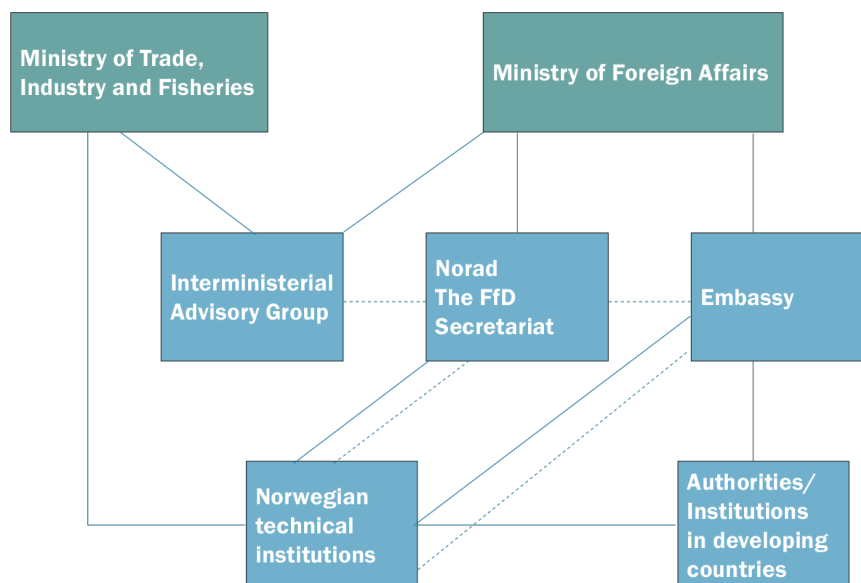 Ministry of Trade,
Industry and Fisheries
Ministry of Foreign Affairs
Interministerial
Advisory Group
Norad
The FfD
Secretariat
Embassy
Norwegian
technical
institutions
Authorities/
Institutions
in developing
countries